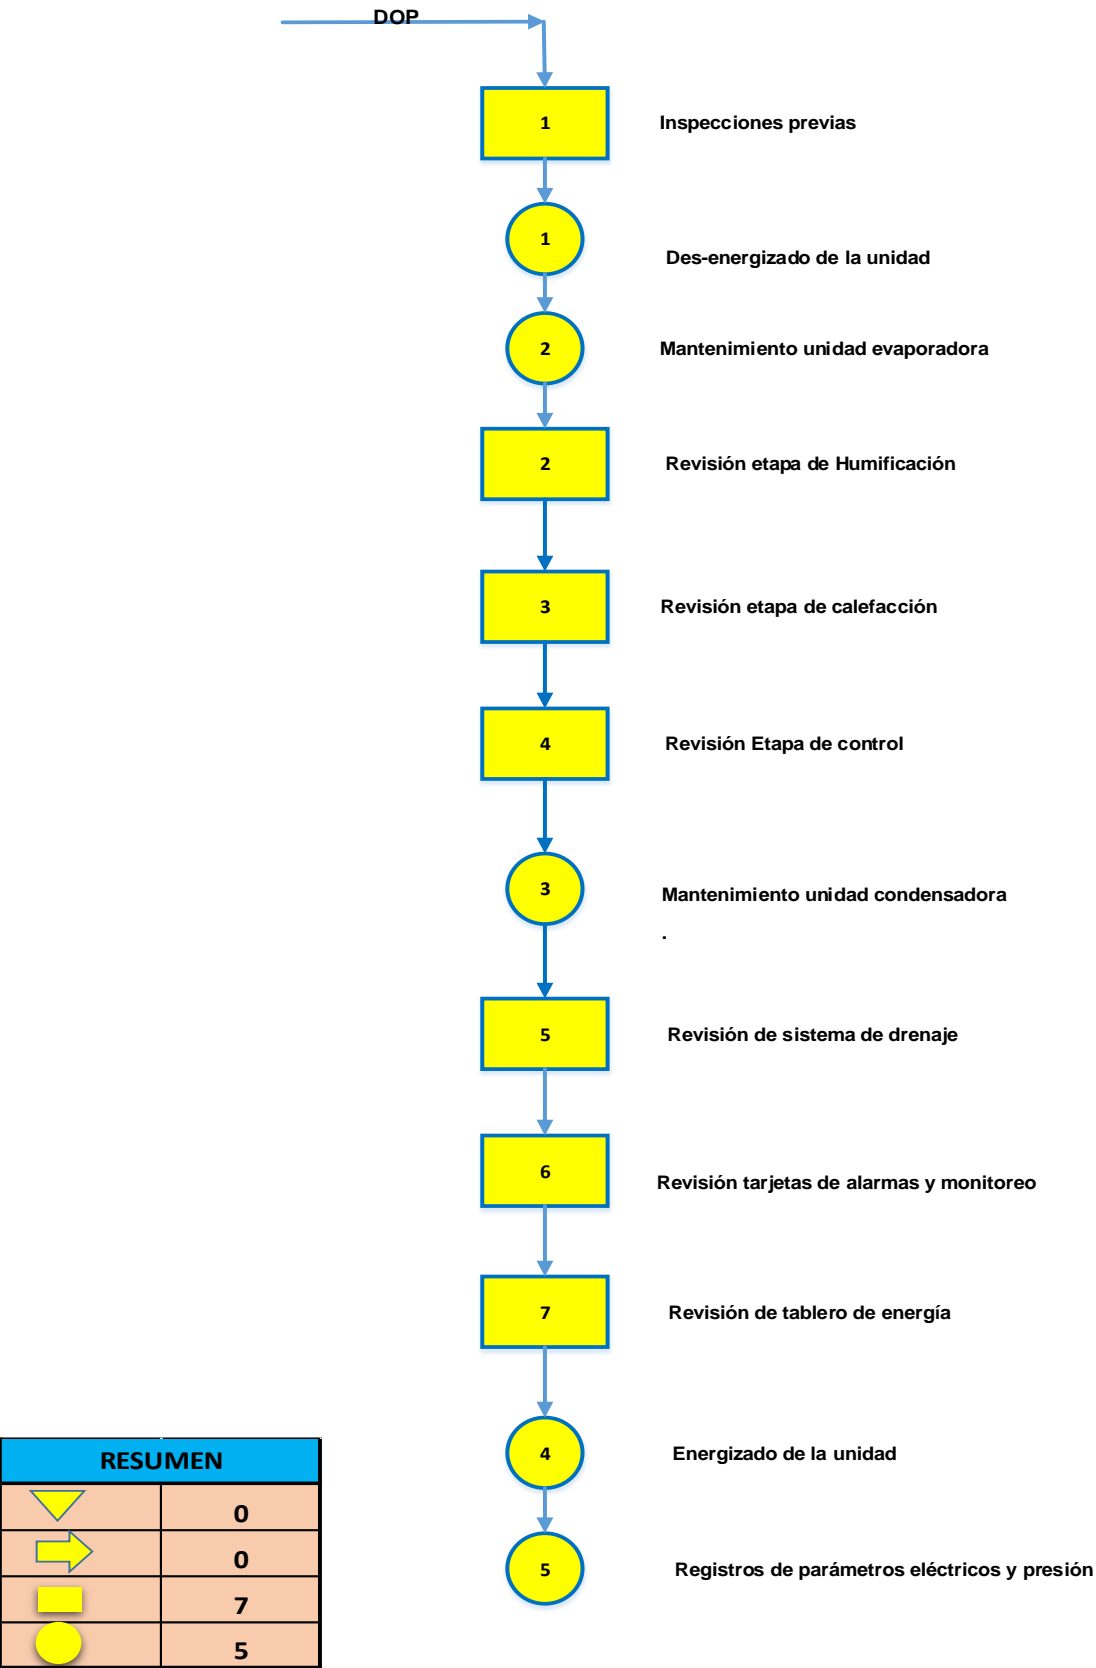 DOP
1
Inspecciones previas
1
Des-energizado de la unidad
2
Mantenimiento unidad evaporadora
2
Revisión etapa de Humificación
3
Revisión etapa de calefacción
4
Revisión Etapa de control
3
Mantenimiento unidad condensadora
.
5
Revisión de sistema de drenaje
6
Revisión tarjetas de alarmas y monitoreo
7
Revisión de tablero de energía
4
Energizado de la unidad
5
Registros de parámetros eléctricos y presión
RESUMEN
0
0
7
5